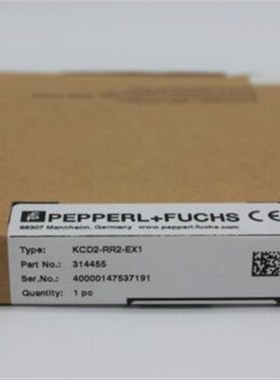 PEPPERL+FUCHS CE
68307 Mannheim, Germany www.pepperl-fuchs.com
Type: KCD2-RR2-EX1
Part No.: 314455
Ser.No.: 40000147537191
Quantity: 1 pc